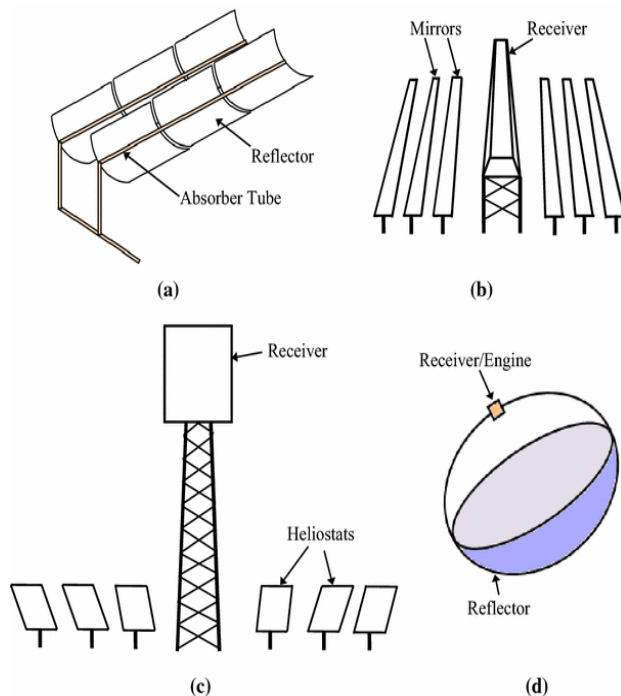 Reflector
Absorber Tube
(a)
Mirrors
Receiver
(b)
Receiver
Heliostats
(c)
Receiver/Engine
Reflector
(d)